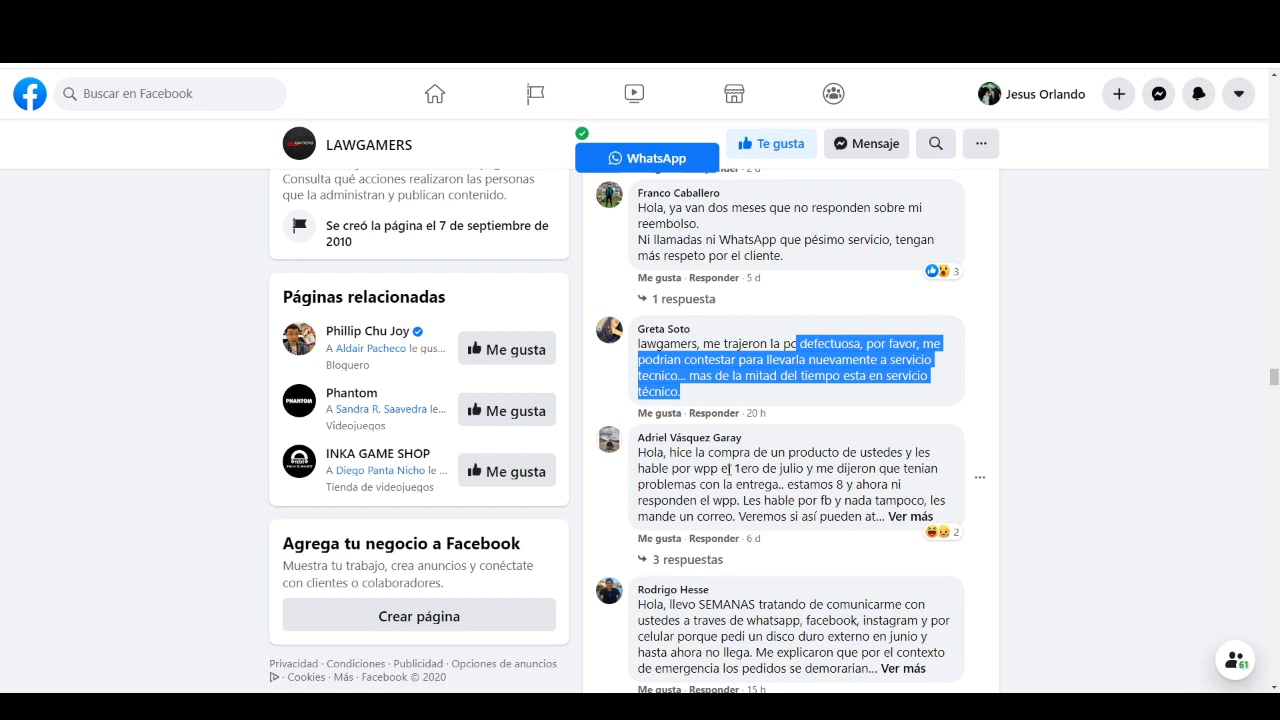 Buscar en Facebook
Jesus Orlando
LAWGAMERS
WhatsApp
Te gusta
Mensaje
Consulta qué acciones realizaron las personas
que la administran y publican contenido.
Se creó la página el 7 de septiembre de
2010
Páginas relacionadas
Phillip Chu Joy
A Aldair Pacheco le gus...
Bloguero
Me gusta
PHANTOM
Phantom
A Sandra R. Saavedra le...
Videojuegos
Me gusta
INKA GAME SHOP
A Diego Panta Nicho le ...
Tienda de videojuegos
Me gusta
Agrega tu negocio a Facebook
Muestra tu trabajo, crea anuncios y conéctate
con clientes o colaboradores.
Crear página
Privacidad · Condiciones · Publicidad · Opciones de anuncios
· Cookies · Más · Facebook © 2020
Franco Caballero
Hola, ya van dos meses que no responden sobre mi
reembolso.
Ni llamadas ni WhatsApp que pésimo servicio, tengan
más respeto por el cliente.
3
Me gusta · Responder · 5 d
1 respuesta
Greta Soto
lawgamers, me trajeron la pc defectuosa, por favor, me
podrian contestar para llevarla nuevamente a servicio
tecnico... mas de la mitad del tiempo esta en servicio
técnico.
Me gusta · Responder · 20 h
Adriel Vásquez Garay
Hola, hice la compra de un producto de ustedes y les
hable por wpp el 1ero de julio y me dijeron que tenian
problemas con la entrega.. estamos 8 y ahora ni
responden el wpp. Les hable por fb y nada tampoco, les
mande un correo. Veremos si así pueden at... Ver más
2
Me gusta · Responder · 6 d
3 respuestas
Rodrigo Hesse
Hola, llevo SEMANAS tratando de comunicarme con
ustedes a traves de whatsapp, facebook, instagram y por
celular porque pedi un disco duro externo en junio y
hasta ahora no llega. Me explicaron que por el contexto
de emergencia los pedidos se demorarian... Ver más
Me gusta · Responder · 15 h
61